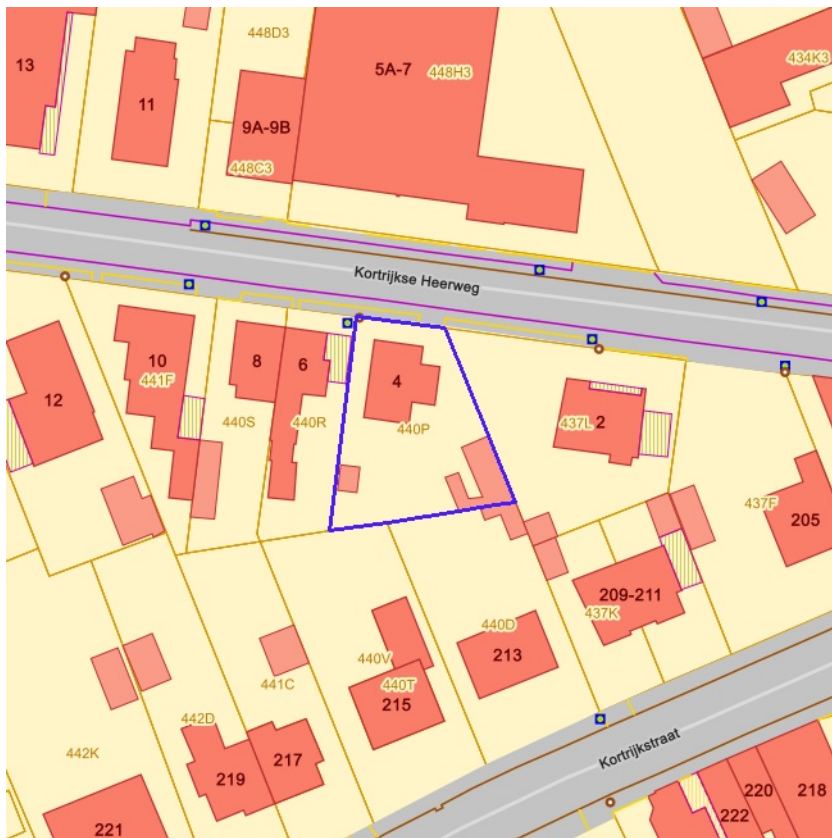 448D3
13
5A-7
448H3
434K3
11
9A-9B
448C3
Kortrijkse Heerweg
10
8
6
4
441F
12
440S
440R
440P
437L
2
437F
205
209-211
437K
440D
213
440V
441C
440T
215
442D
442K
217
219
Kortrijkstraat
221
220
218
222